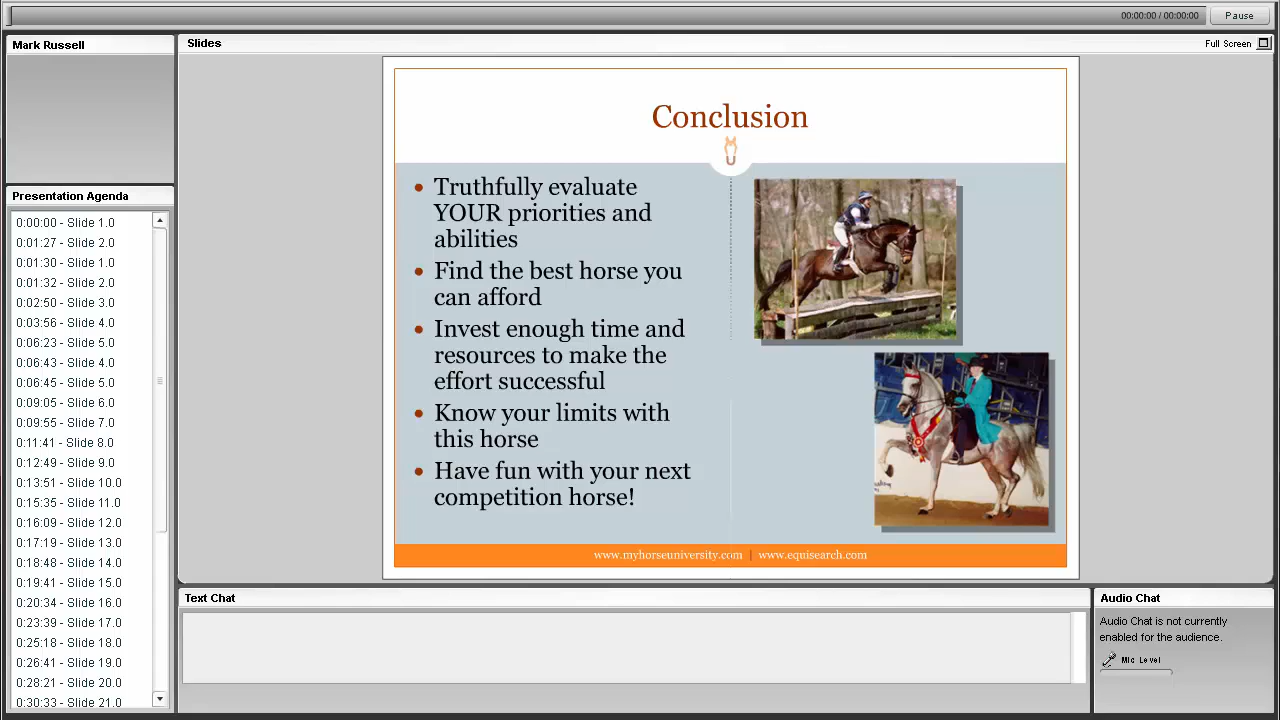 00:00:00 / 00:00:00
Pause
Mark Russell
Slides
Full Screen
Presentation Agenda
0:00:00 - Slide 1.0
0:01:27 - Slide 2.0
0:01:30 - Slide 1.0
0:01:32 - Slide 2.0
0:02:50 - Slide 3.0
0:03:56 - Slide 4.0
0:06:23 - Slide 5.0
0:06:43 - Slide 4.0
0:06:45 - Slide 5.0
0:09:05 - Slide 6.0
0:09:55 - Slide 7.0
0:11:41 - Slide 8.0
0:12:49 - Slide 9.0
0:13:51 - Slide 10.0
0:15:35 - Slide 11.0
0:16:09 - Slide 12.0
0:17:19 - Slide 13.0
0:18:48 - Slide 14.0
0:19:41 - Slide 15.0
0:20:34 - Slide 16.0
0:23:39 - Slide 17.0
0:25:18 - Slide 18.0
0:26:41 - Slide 19.0
0:28:21 - Slide 20.0
0:30:33 - Slide 21.0
Conclusion
• Truthfully evaluate
YOUR priorities and
abilities
• Find the best horse you
can afford
• Invest enough time and
resources to make the
effort successful
• Know your limits with
this horse
• Have fun with your next
competition horse!
www.myhorseuniversity.com | www.equisearch.com
Text Chat
Audio Chat
Audio Chat is not currently
enabled for the audience.
Mic Level